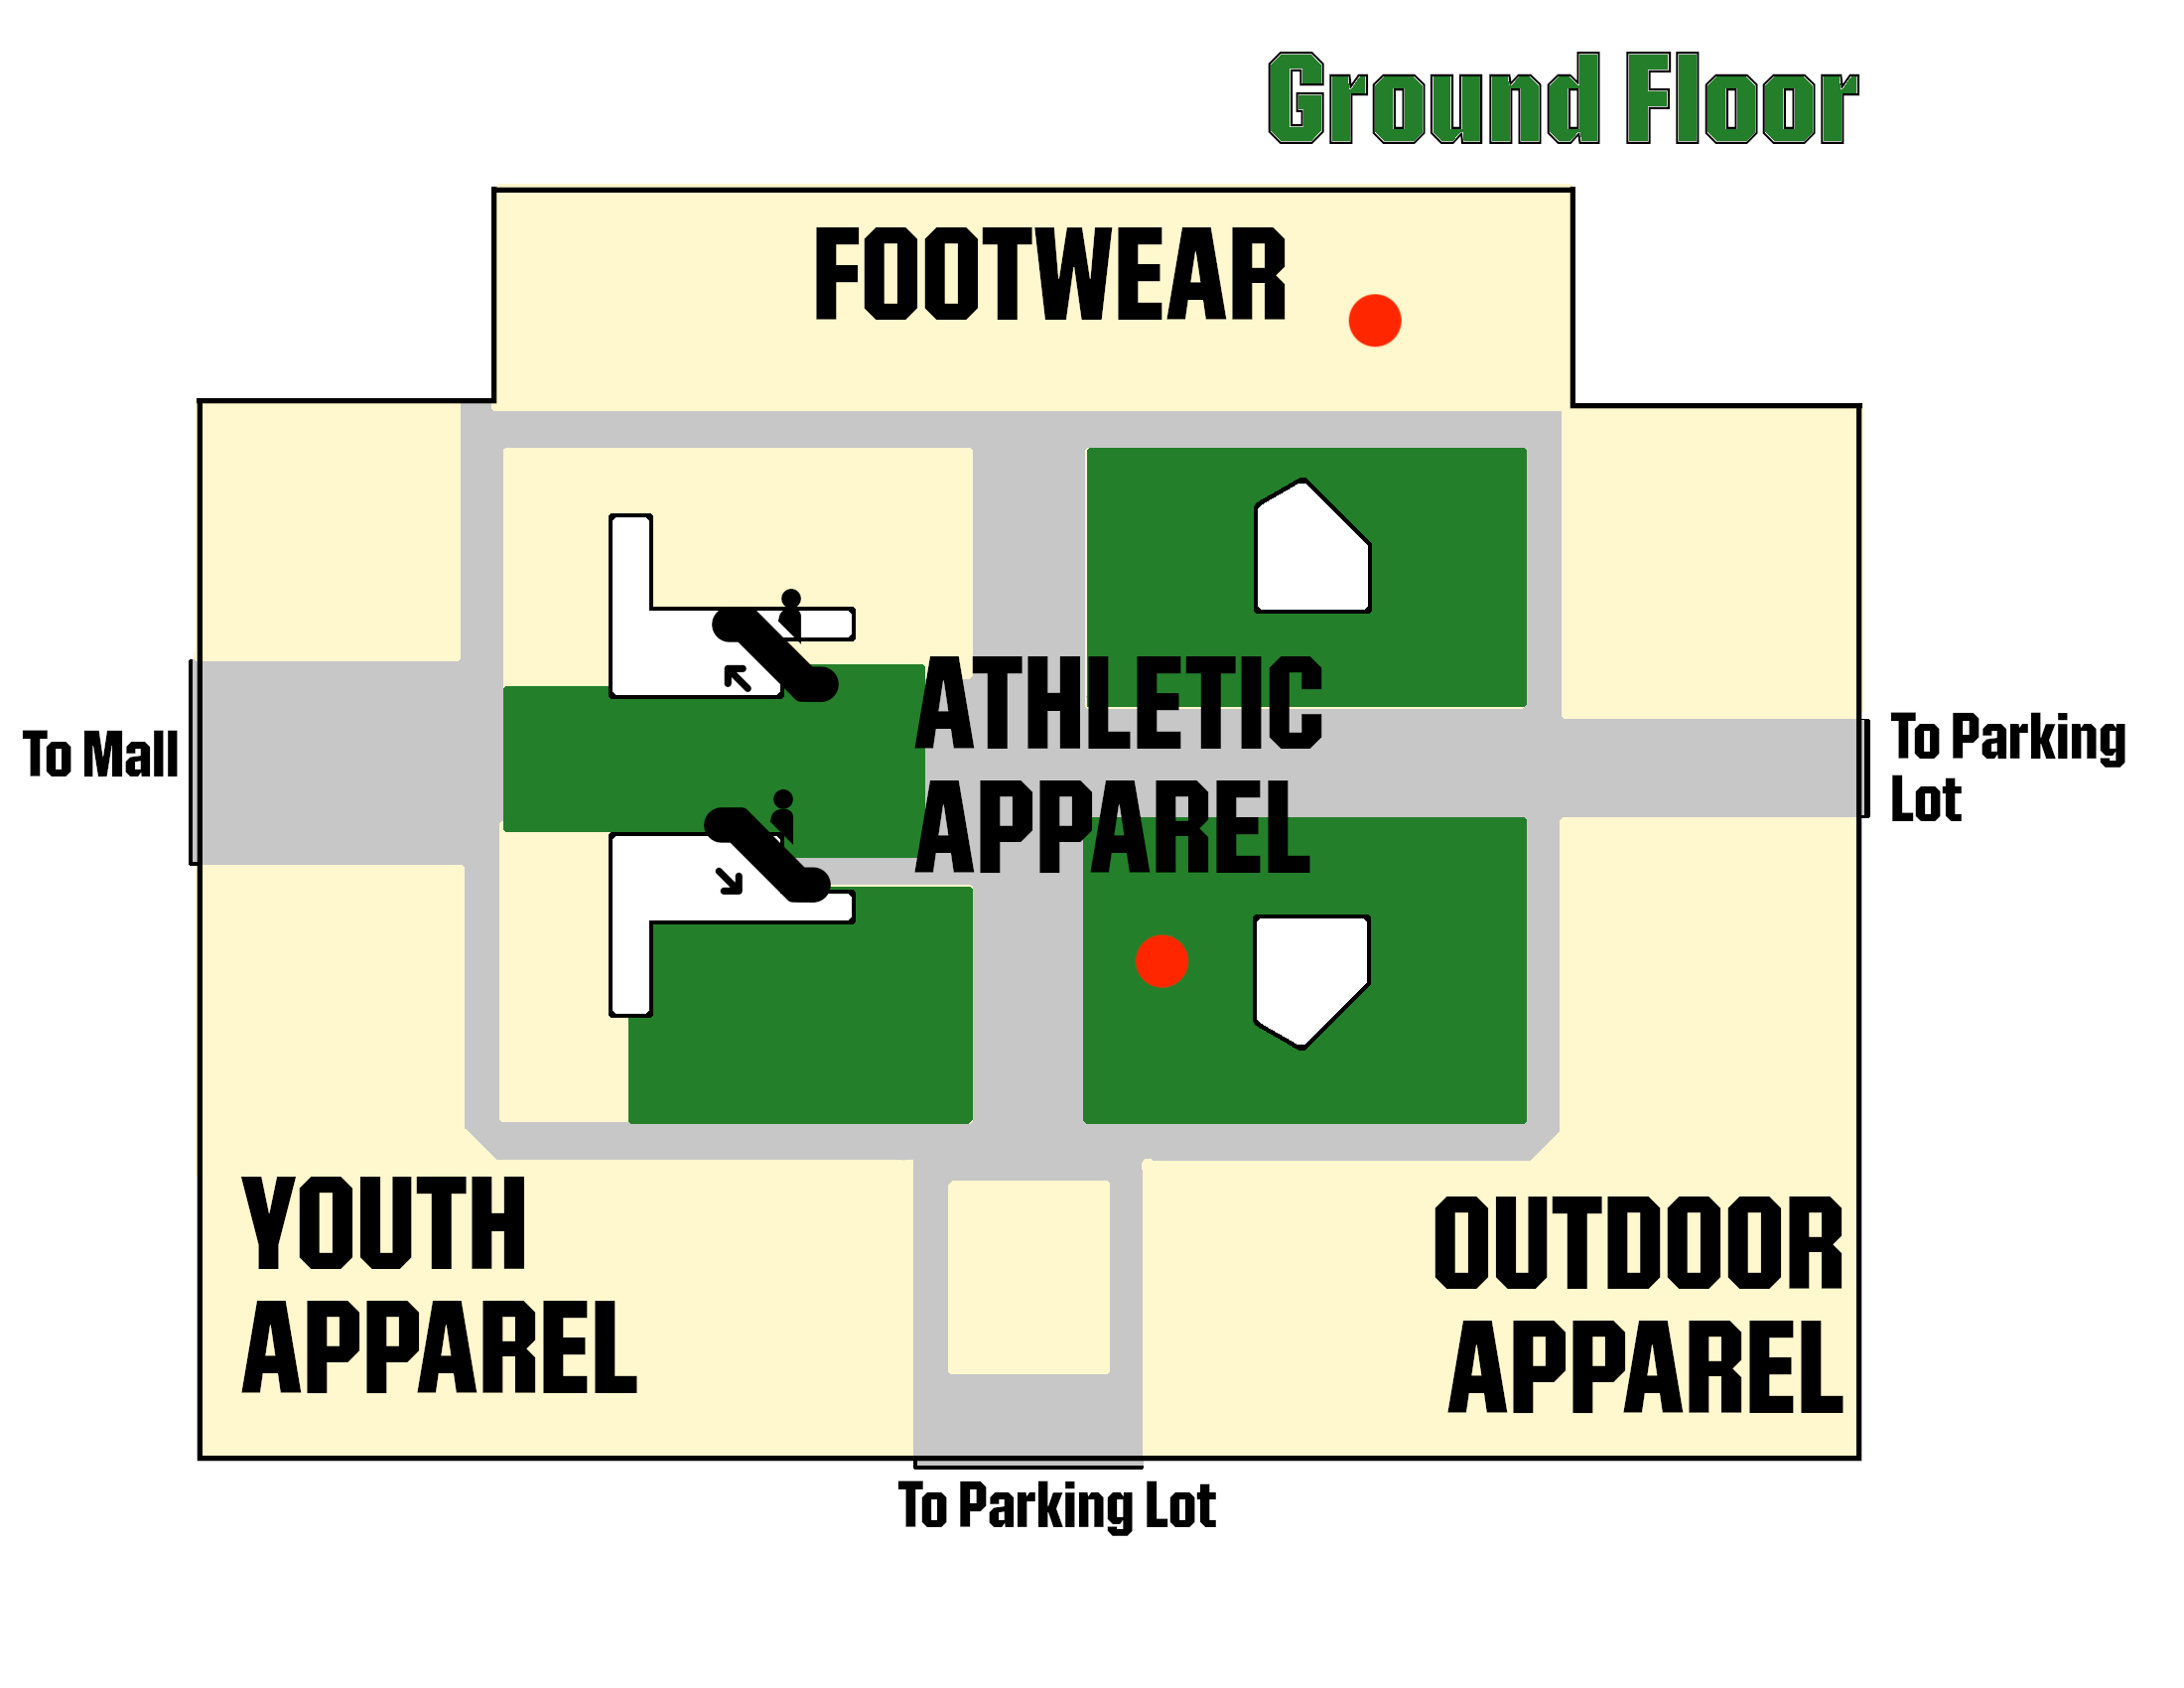 Ground Floor
FOOTWEAR
ATHLETIC
APPAREL
To Mall
To Parking
Lot
YOUTH
APPAREL
OUTDOOR
APPAREL
To Parking Lot